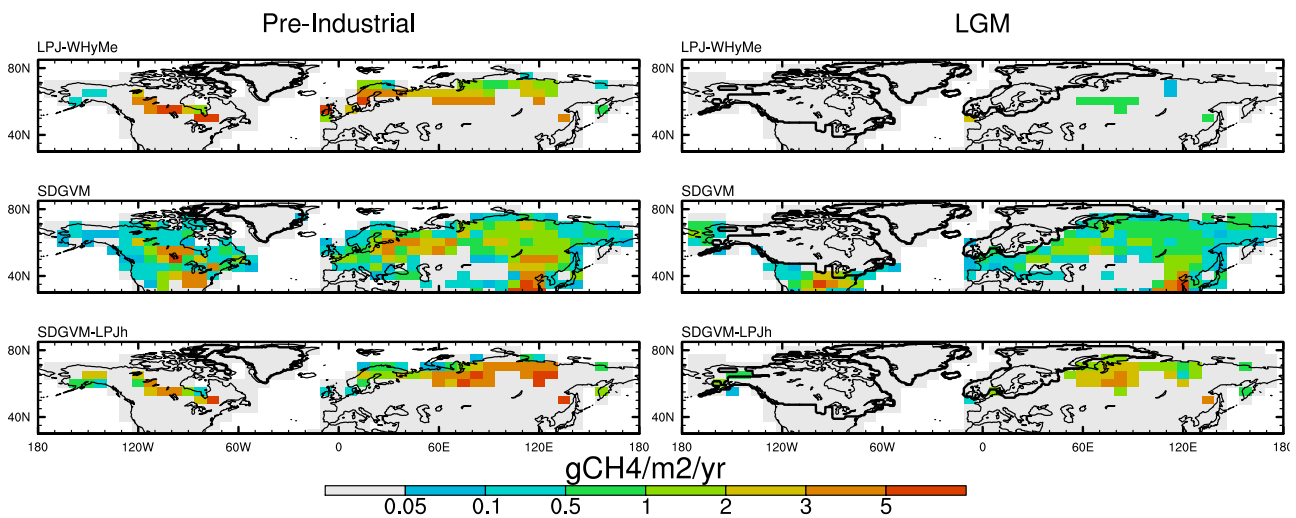 Pre-Industrial LGM
LPJ-WHyMe LPJ-WHyMe
80N 80N
40N 40N
SDGVM SDGVM
80N 80N
40N 40N
SDGVM-LPJh SDGVM-LPJh
80N 80N
40N 40N
180 120W 60W 0 60E 120E 180 120W 60W 0 60E 120E 180
gCH4/m2/yr
0.05 0.1 0.5 1 2 3 5